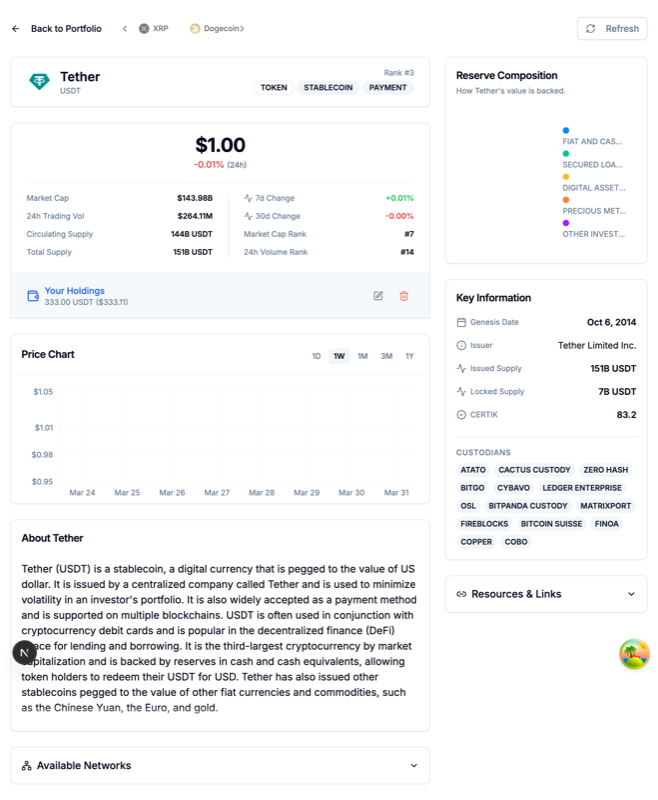 Back to Portfolio
XRP
Dogecoin
Refresh
Tether
USDT
Rank #3
TOKEN
STABLECOIN
PAYMENT
$1.00
-0.01% (24h)
Market Cap
$143.98B
24h Trading Vol
$264.11M
Circulating Supply
144B USDT
Total Supply
151B USDT
7d Change
+0.01%
30d Change
-0.00%
Market Cap Rank
#7
24h Volume Rank
#14
Your Holdings
333.00 USDT ($333.11)
Price Chart
1D
1W
1M
3M
1Y
$1.05
$1.01
$0.98
$0.95
Mar 24
Mar 25
Mar 26
Mar 27
Mar 28
Mar 29
Mar 30
Mar 31
About Tether
Tether (USDT) is a stablecoin, a digital currency that is pegged to the value of US
dollar. It is issued by a centralized company called Tether and is used to minimize
volatility in an investor's portfolio. It is also widely accepted as a payment method
and is supported on multiple blockchains. USDT is often used in conjunction with
cryptocurrency debit cards and is popular in the decentralized finance (DeFi)
for lending and borrowing. It is the third-largest cryptocurrency by market
and is backed by reserves in cash and cash equivalents, allowing
token holders to redeem their USDT for USD. Tether has also issued other
stablecoins pegged to the value of other fiat currencies and commodities, such
as the Chinese Yuan, the Euro, and gold.
N
Available Networks
Reserve Composition
How Tether's value is backed.
FIAT AND CAS...
SECURED LOA...
DIGITAL ASSET...
PRECIOUS MET...
OTHER INVEST...
Key Information
Genesis Date
Oct 6, 2014
Issuer
Tether Limited Inc.
Issued Supply
151B USDT
Locked Supply
7B USDT
CERTIK
83.2
CUSTODIANS
ATATO
CACTUS CUSTODY
ZERO HASH
BITGO
CYBAVO
LEDGER ENTERPRISE
OSL
BITPANDA CUSTODY
MATRIXPORT
FIREBLOCKS
BITCOIN SUISSE
FINOA
COPPER
COBO
Resources & Links